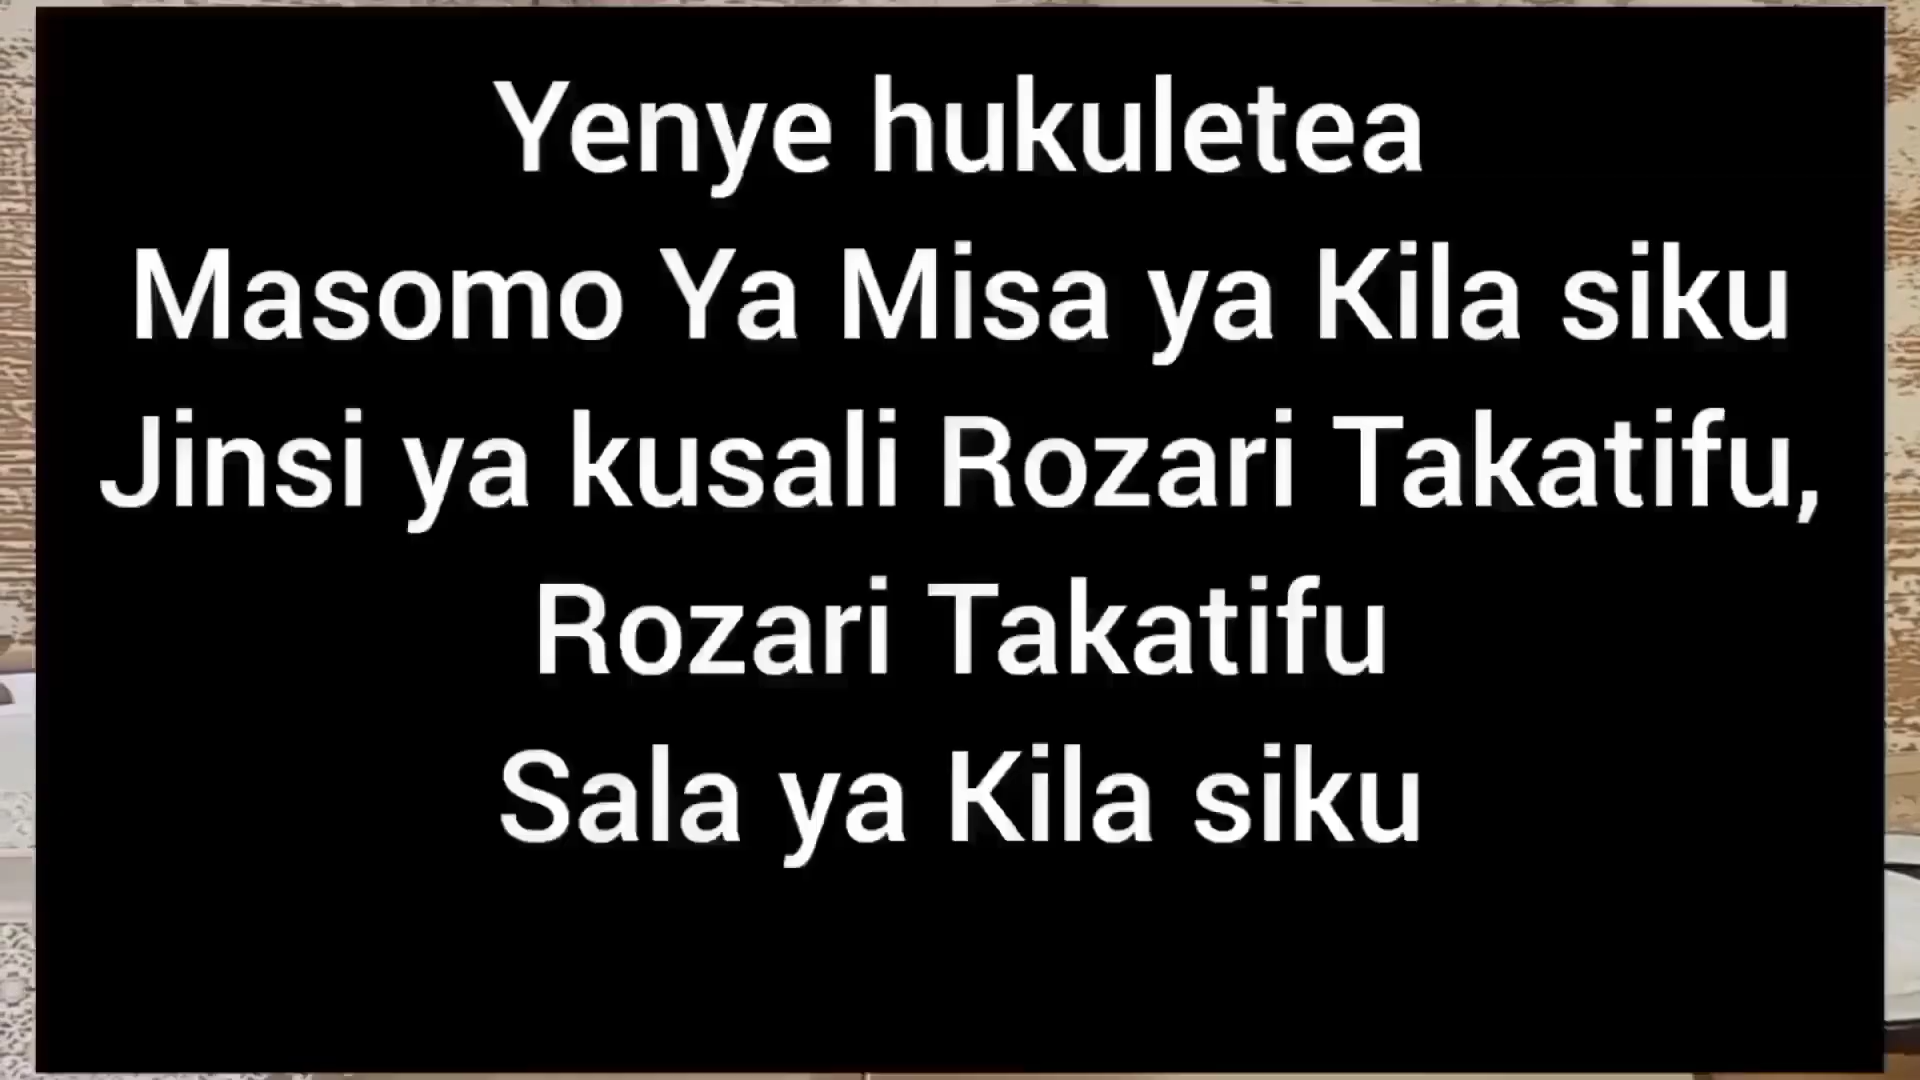 Yenye hukuletea
Masomo Ya Misa ya Kila siku
Jinsi ya kusali Rozari Takatifu,
Rozari Takatifu
Sala ya Kila siku